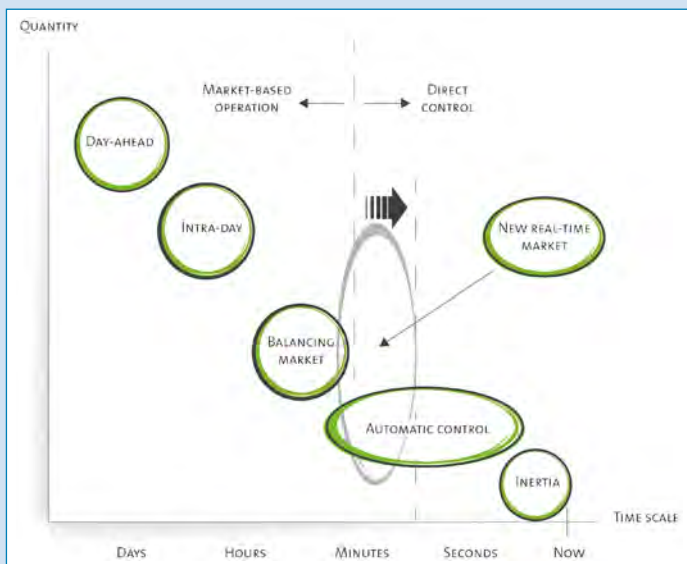 QUANTITY
MARKET-BASED
OPERATION
DIRECT
CONTROL
DAY-AHEAD
INTRA-DAY
NEW REAL-TIME
MARKET
BALANCING
MARKET
AUTOMATIC CONTROL
INERTIA
TIME SCALE
DAYS
HOURS
MINUTES
SECONDS
NOW